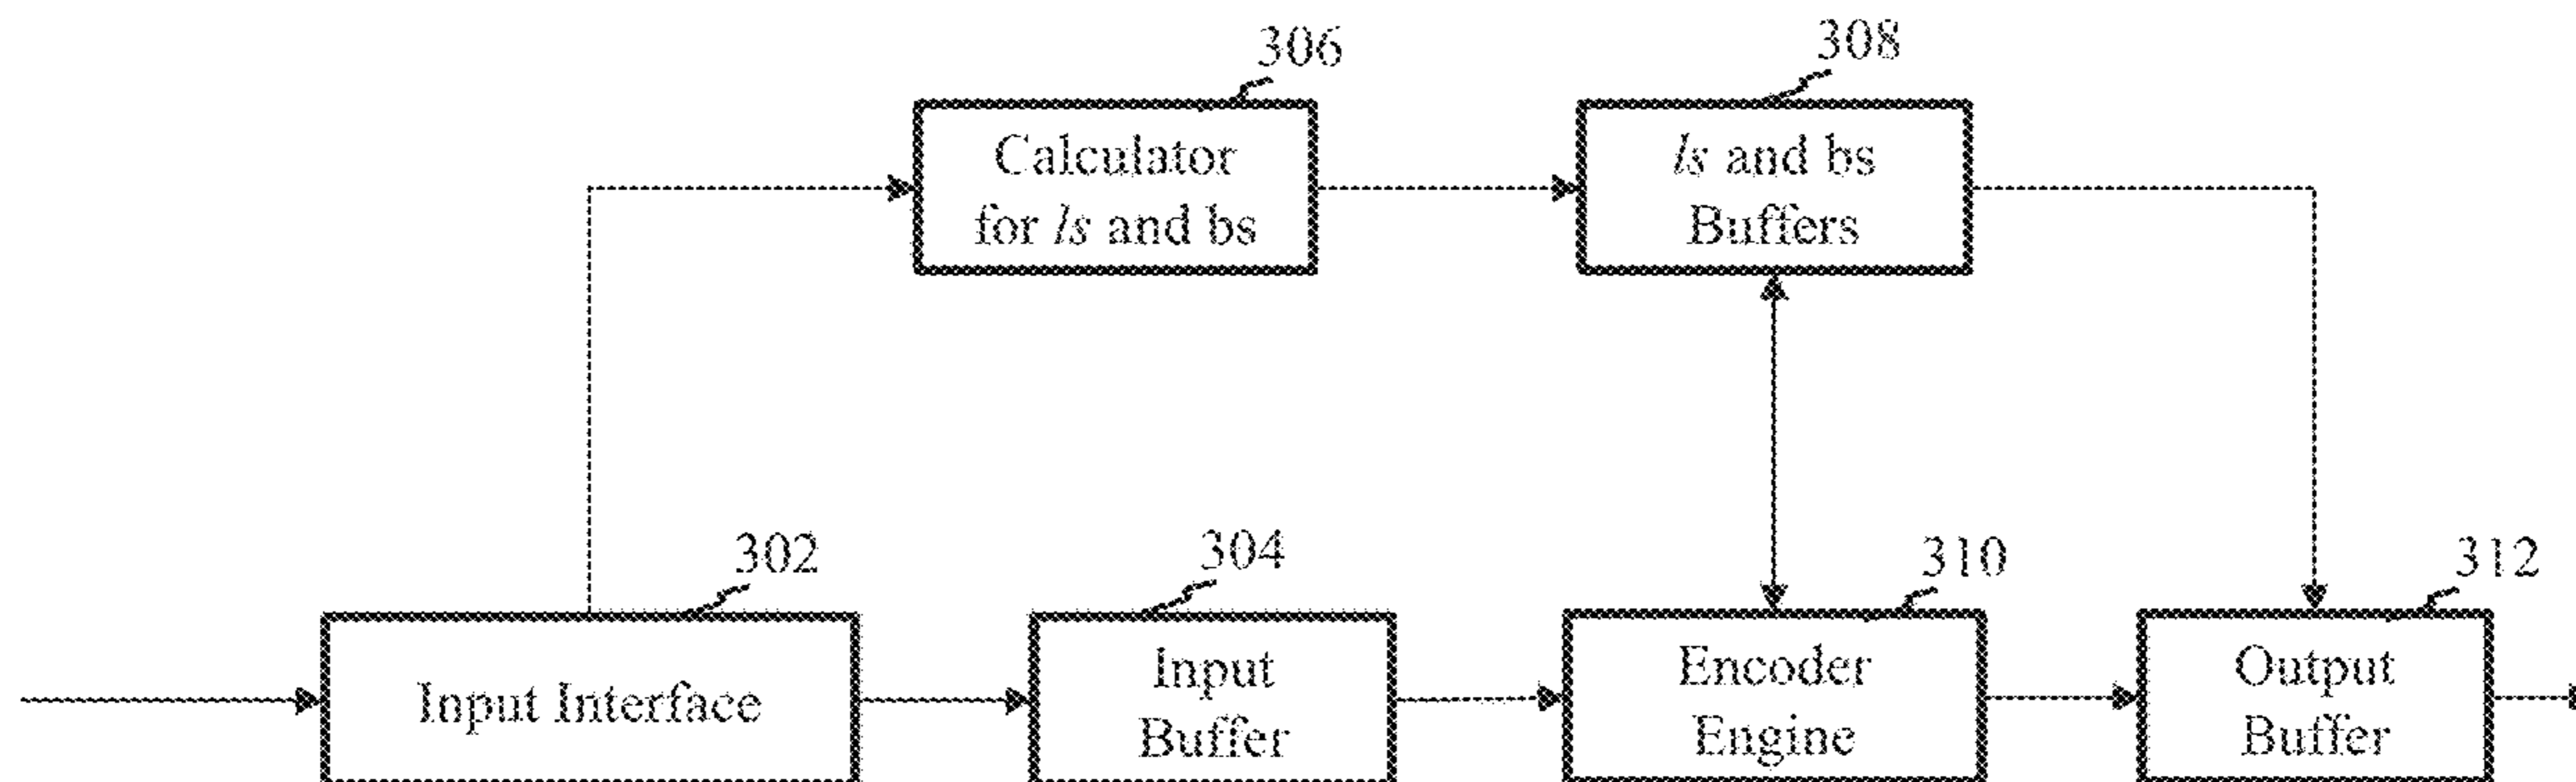 306
308
Calculator
for ls and bs
ls and bs
Buffers
302
304
310
312
Input Interface
Input
Buffer
Encoder
Engine
Output
Buffer